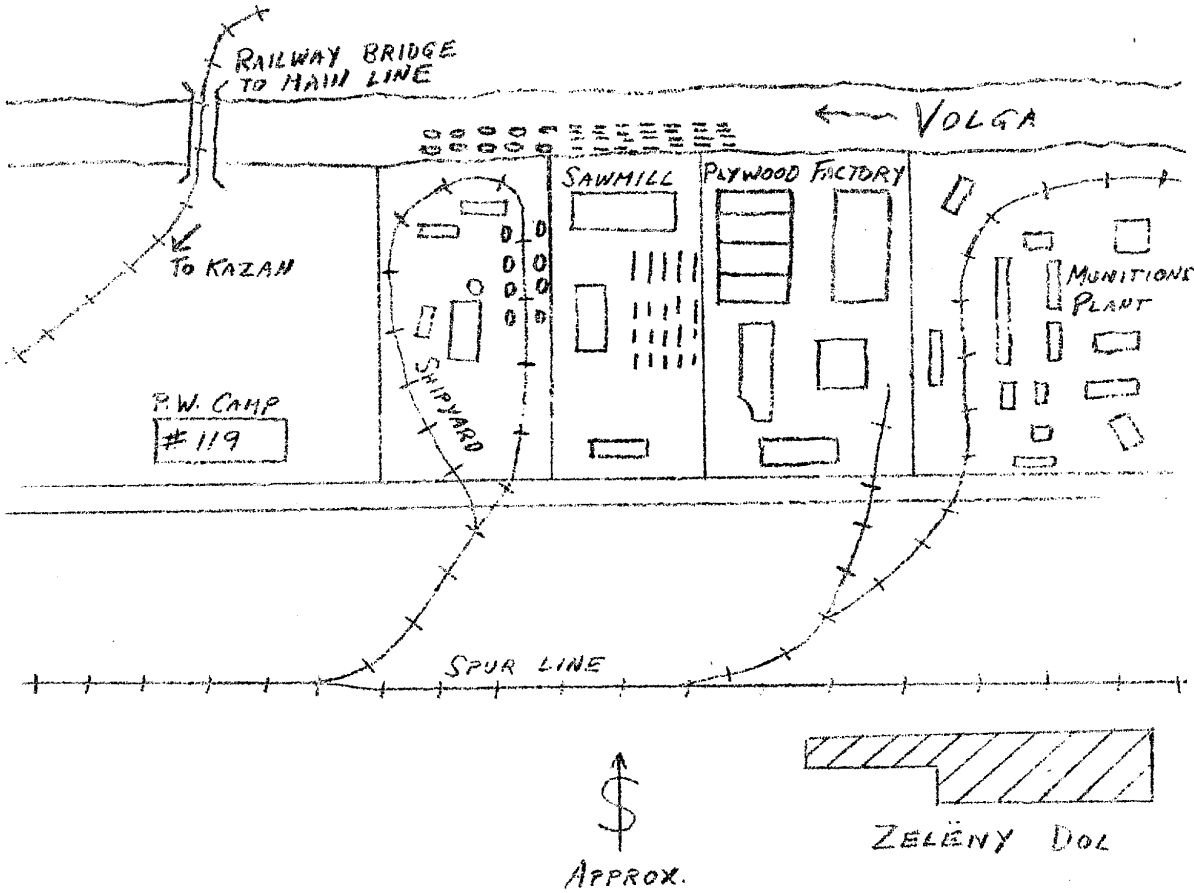 RAILWAY BRIDGE
TO MAIN LINE
VOLGA
SAWMILL
PLYWOOD FACTORY
TO KAZAN
MUNITIONS
PLANT
SHIPYARD
P.W. CAMP
# 119
SPUR LINE
S
ZELËNY DOL
APPROX.